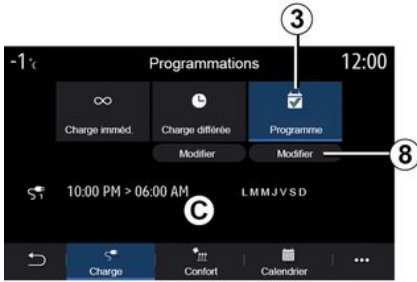 3
-1°c Programmations 12:00
∞
Charge imméd. Charge différée Programme
Modifier Modifier 8
1 10:00 PM > 06:00 AM LMMJVSD
C
Charge Confort Calendrier ...